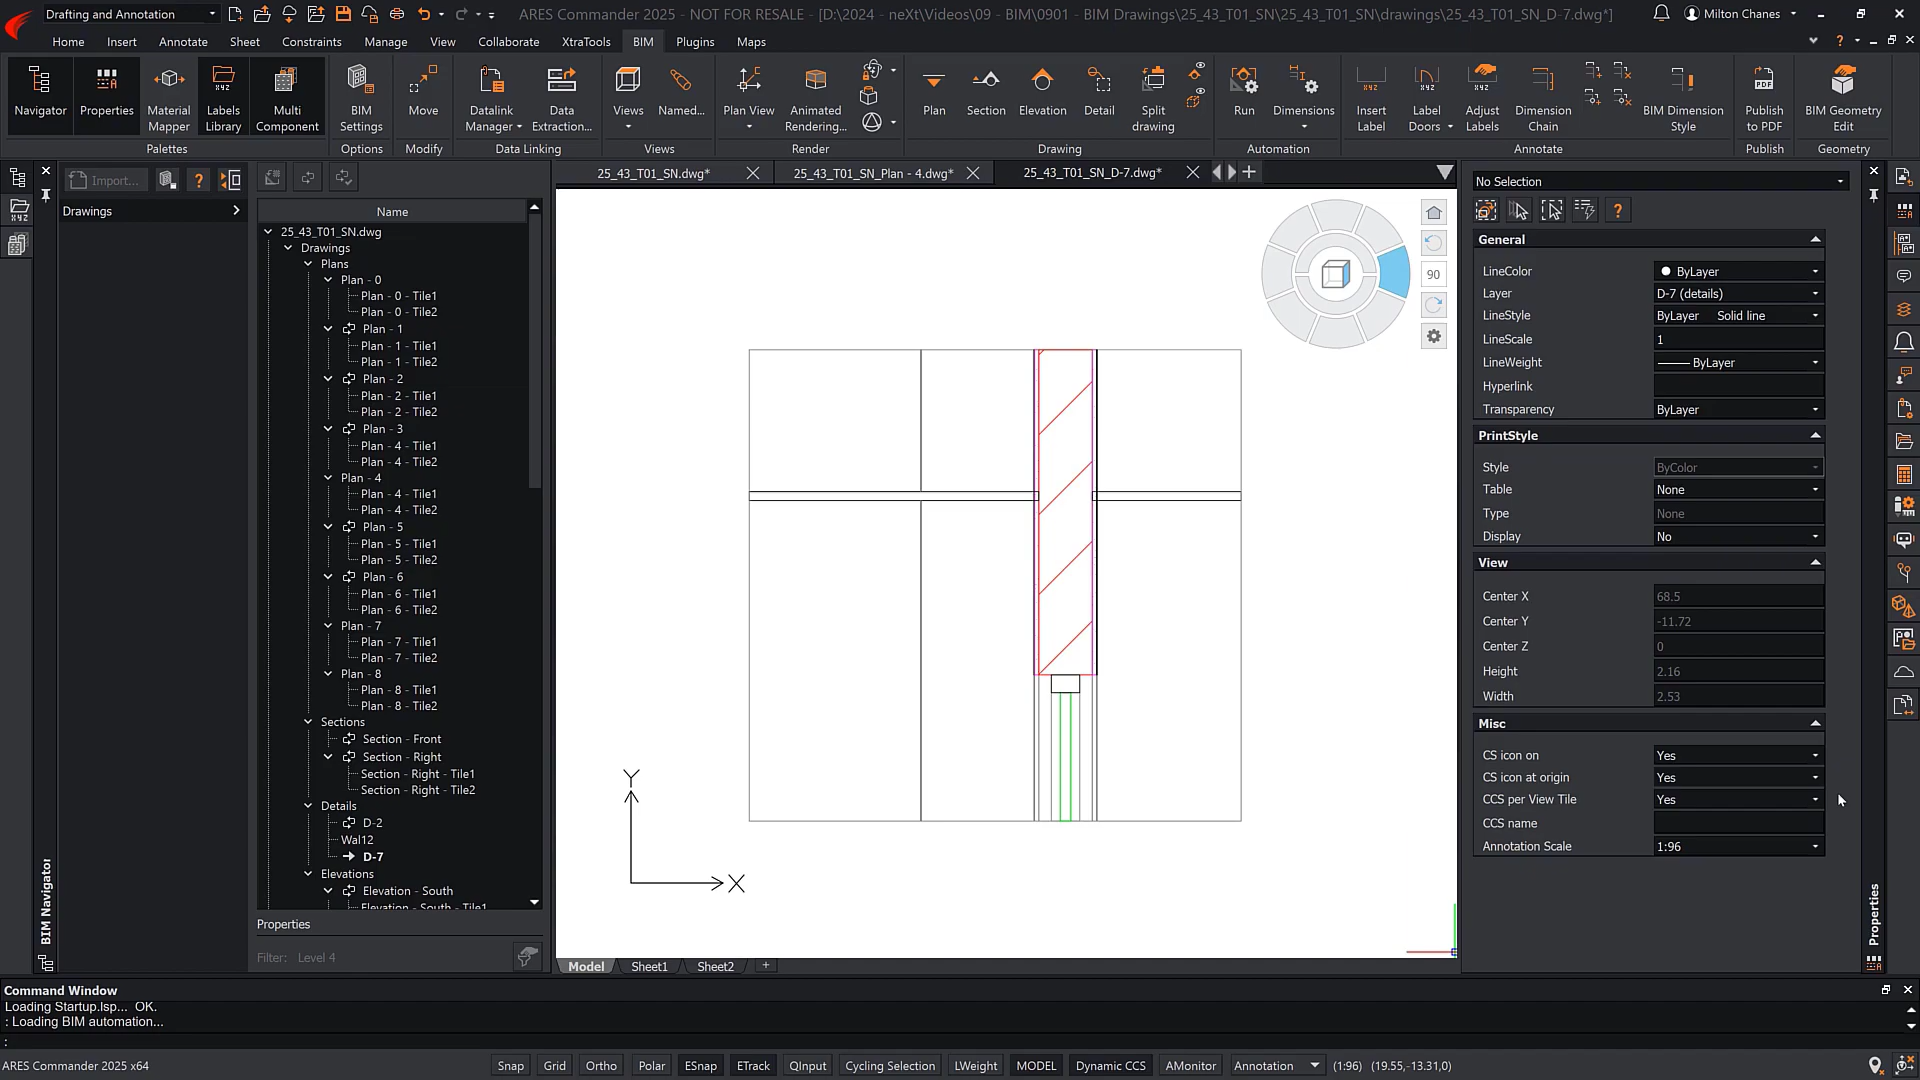 Drafting and Annotation
ARES Commander 2025 - NOT FOR RESALE - [D:\2024 - neXt\Videos\09 - BIM\0901 - BIM Drawings\25_43_T01_SN\25_43_T01_SN\drawings\25_43_T01_SN_D-7.dwg*]
Milton Chanes
Home Insert Annotate Sheet Constraints Manage View Collaborate XtraTools BIM Plugins Maps
Navigator
Properties
Material Mapper
Labels Library
Multi Component
BIM Settings
Move
Datalink Manager
Data Extraction...
Views
Named...
Plan View
Animated Rendering...
Plan
Section
Elevation
Detail
Split drawing
Run
Dimensions
Insert Label
Label Doors
Adjust Labels
Dimension Chain
BIM Dimension Style
Publish to PDF
BIM Geometry Edit
Palettes Options Modify Data Linking Views Render Drawing Automation Annotate Publish Geometry
Import...
Drawings
BIM Navigator
Name
25_43_T01_SN.dwg
Drawings
Plans
Plan - 0
Plan - 0 - Tile1
Plan - 0 - Tile2
Plan - 1
Plan - 1 - Tile1
Plan - 1 - Tile2
Plan - 2
Plan - 2 - Tile1
Plan - 2 - Tile2
Plan - 3
Plan - 4 - Tile1
Plan - 4 - Tile2
Plan - 4
Plan - 4 - Tile1
Plan - 4 - Tile2
Plan - 5
Plan - 5 - Tile1
Plan - 5 - Tile2
Plan - 6
Plan - 6 - Tile1
Plan - 6 - Tile2
Plan - 7
Plan - 7 - Tile1
Plan - 7 - Tile2
Plan - 8
Plan - 8 - Tile1
Plan - 8 - Tile2
Sections
Section - Front
Section - Right
Section - Right - Tile1
Section - Right - Tile2
Details
D-2
Wal12
D-7
Elevations
Elevation - South
Elevation - South - Tile1
Properties
Filter: Level 4
25_43_T01_SN.dwg* 25_43_T01_SN_Plan - 4.dwg* 25_43_T01_SN_D-7.dwg*
90
Y
X
Model Sheet1 Sheet2
No Selection
General
LineColor ByLayer
Layer D-7 (details)
LineStyle ByLayer Solid line
LineScale 1
LineWeight ByLayer
Hyperlink
Transparency ByLayer
PrintStyle
Style ByColor
Table None
Type None
Display No
View
Center X 68.5
Center Y -11.72
Center Z 0
Height 2.16
Width 2.53
Misc
CS icon on Yes
CS icon at origin Yes
CCS per View Tile Yes
CCS name
Annotation Scale 1:96
Properties
Command Window
Loading Startup.lsp... OK.
: Loading BIM automation...
:
ARES Commander 2025 x64
Snap Grid Ortho Polar ESnap ETrack QInput Cycling Selection LWeight MODEL Dynamic CCS AMonitor Annotation (1:96) (19.55,-13.31,0)